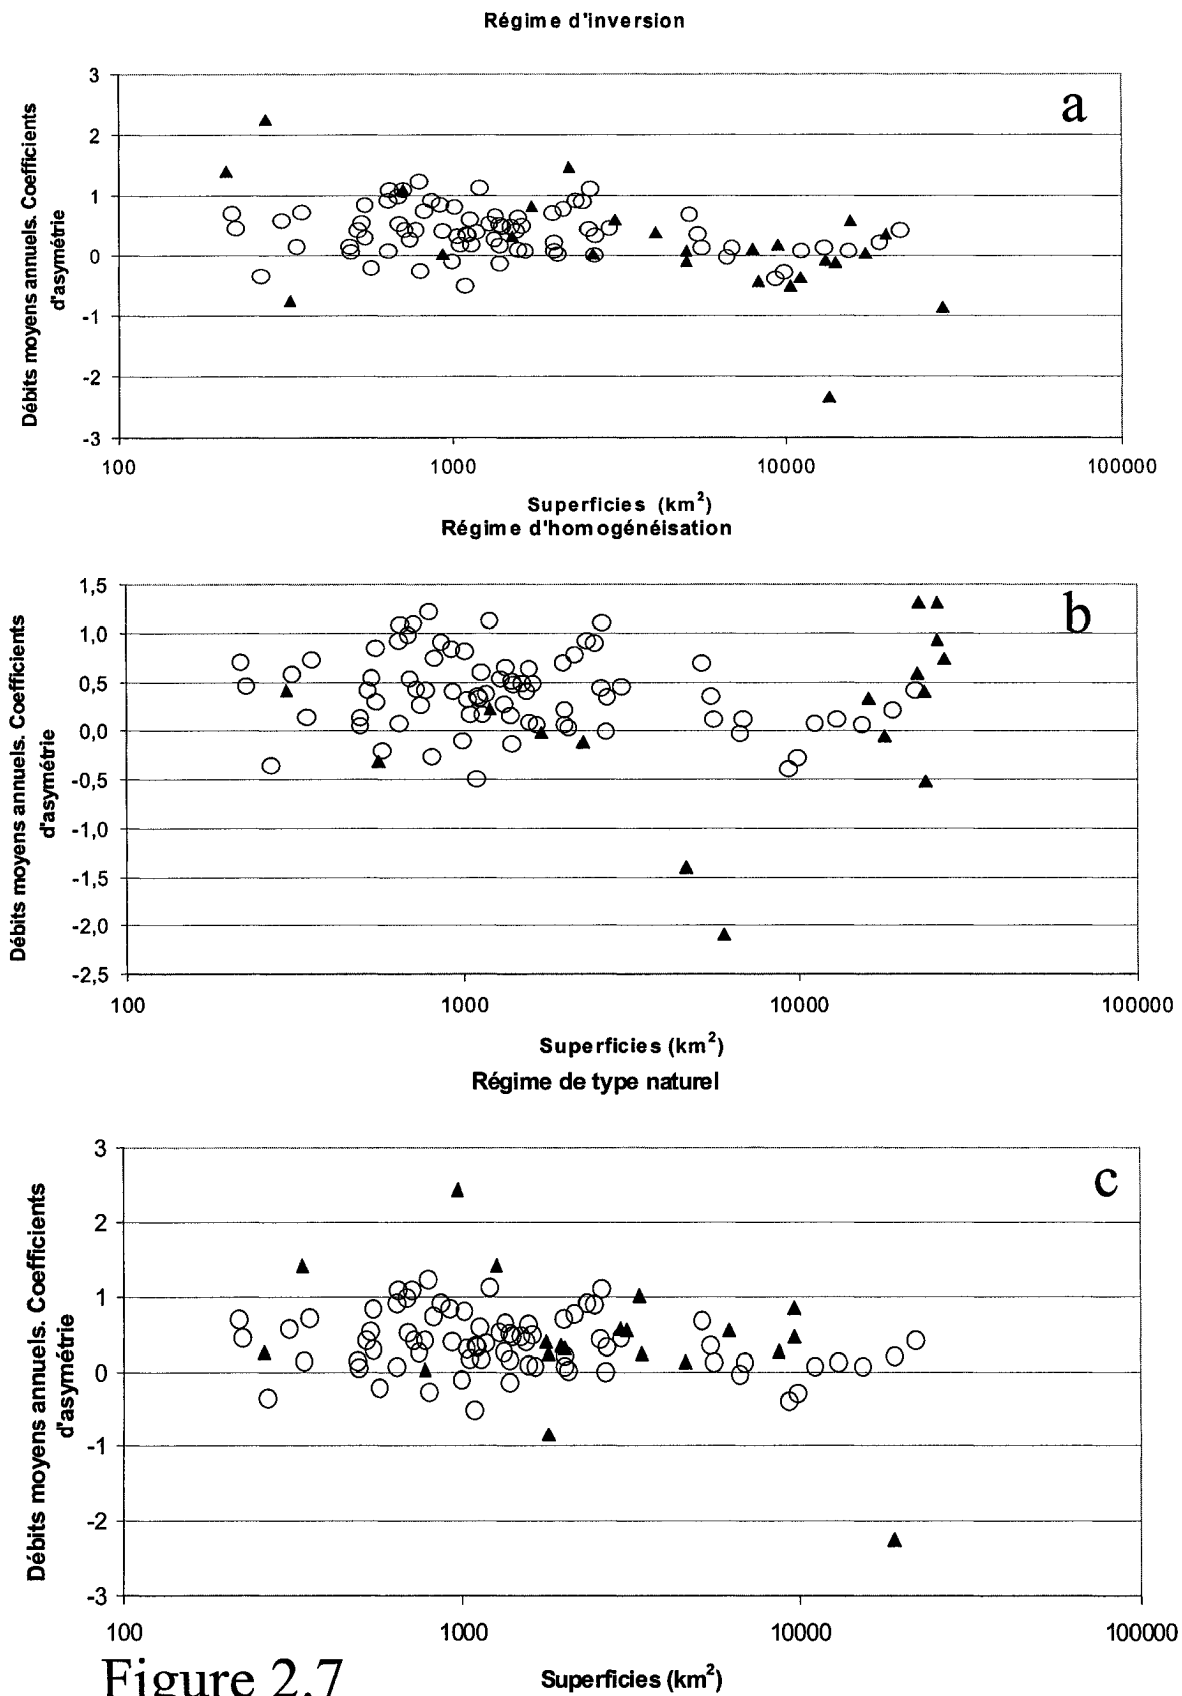 Régime d'inversion
a
Débits moyens annuels. Coefficients
d'asymétrie
3
2
1
0
-1
-2
-3
100 1000 10000 100000
Superficies (km²)
Régime d'homogénéisation
b
Débits moyens annuels. Coefficients
d'asymétrie
1,5
1,0
0,5
0,0
-0,5
-1,0
-1,5
-2,0
-2,5
100 1000 10000 100000
Superficies (km²)
Régime de type naturel
c
Débits moyens annuels. Coefficients
d'asymétrie
3
2
1
0
-1
-2
-3
100 1000 10000 100000
Superficies (km²)
Figure 2.7